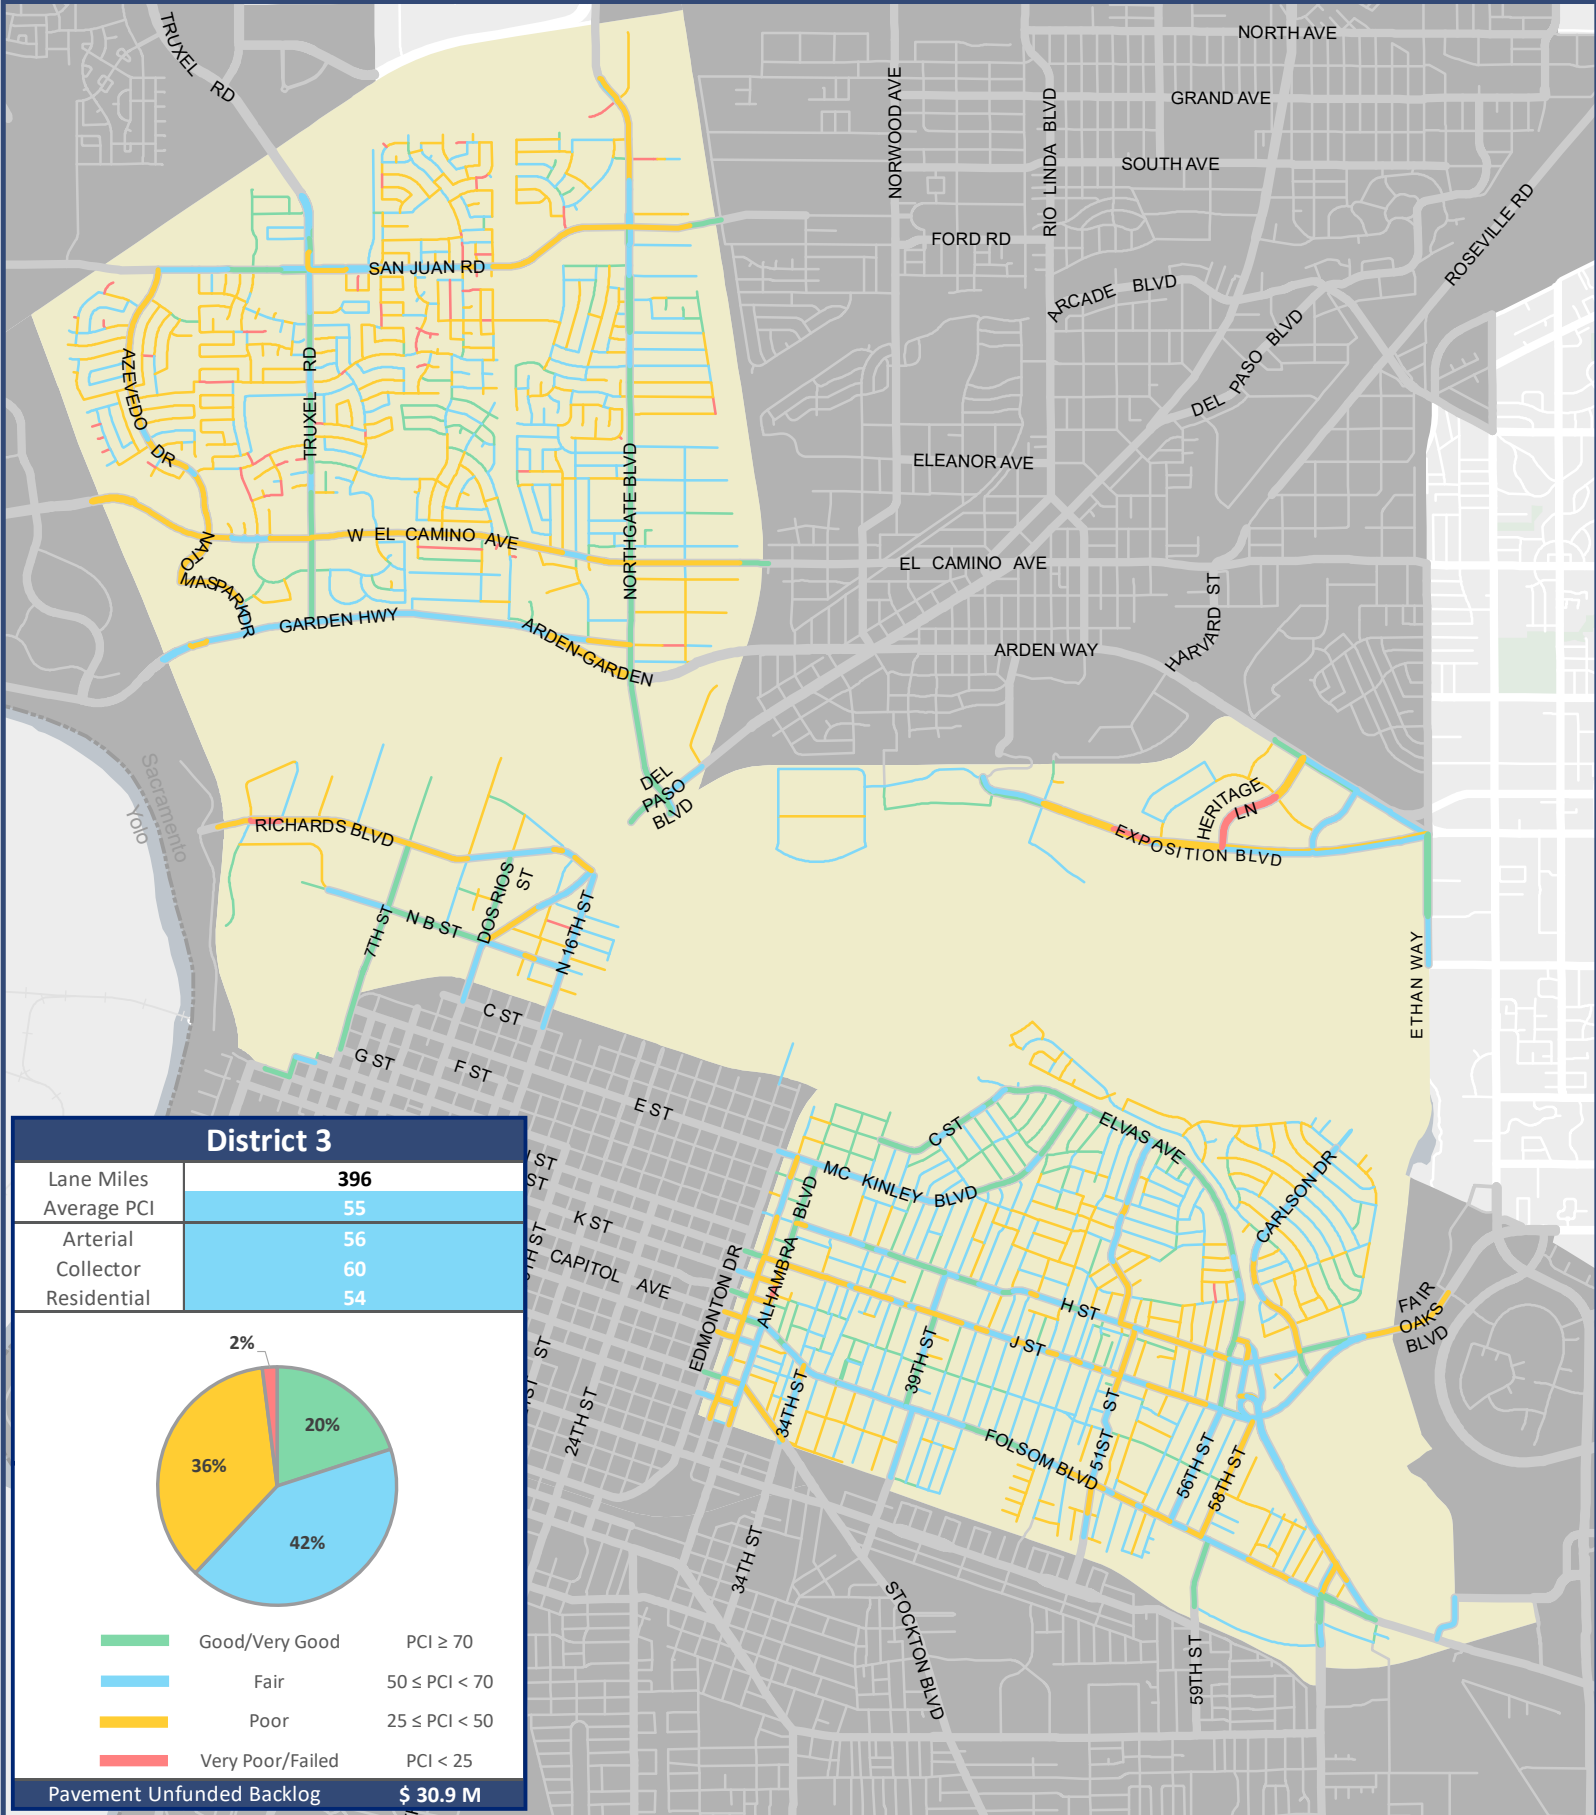 TRUXEL RD
NORTH AVE
GRAND AVE
NORWOOD AVE
RIO LINDA BLVD
SOUTH AVE
ROSEVILLE RD
FORD RD
SAN JUAN RD
ARCADE BLVD
DEL PASO BLVD
AZEVEDO DR
TRUXEL RD
NORTHGATE BLVD
ELEANOR AVE
W EL CAMINO AVE
EL CAMINO AVE
NATOMAS PARK DR
GARDEN HWY
ARDEN-GARDEN
HARVARD ST
ARDEN WAY
Sacramento
Yolo
DEL
PASO
BLVD
HERITAGE
LN
RICHARDS BLVD
EXPOSITION BLVD
DOS RIOS
ST
7TH ST
N B ST
N 16TH ST
ETHAN WAY
C ST
G ST
F ST
E ST
C ST
ELVAS AVE
MC KINLEY BLVD
CARLSON DR
ST
ST
K ST
CAPITOL AVE
ALHAMBRA BLVD
EDMONTON DR
H ST
J ST
FAIR
OAKS
BLVD
39TH ST
34TH ST
51ST ST
FOLSOM BLVD
56TH ST
58TH ST
ST
24TH ST
34TH ST
STOCKTON BLVD
59TH ST
District 3
Lane Miles 396
Average PCI 55
Arterial 56
Collector 60
Residential 54
2%
20%
36%
42%
Good/Very Good PCI ≥ 70
Fair 50 ≤ PCI < 70
Poor 25 ≤ PCI < 50
Very Poor/Failed PCI < 25
Pavement Unfunded Backlog $ 30.9 M